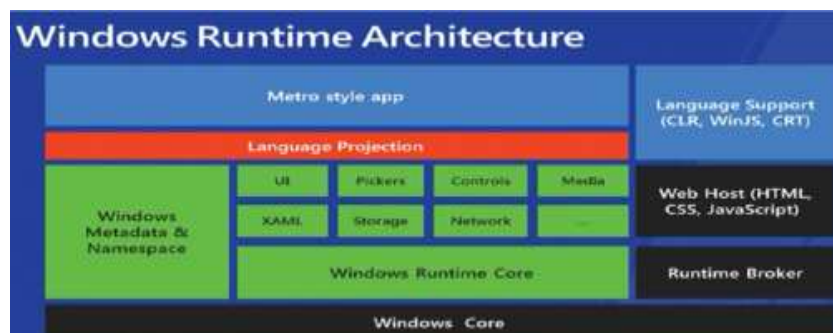 Windows Runtime Architecture
Metro style app
Language Support
(CLR, WinJS, CRT)
Language Projection
Windows
Metadata &
Namespace
UI
Pickers
Controls
Media
XAML
Storage
Network
...
Windows Runtime Core
Web Host (HTML,
CSS, JavaScript)
Runtime Broker
Windows Core